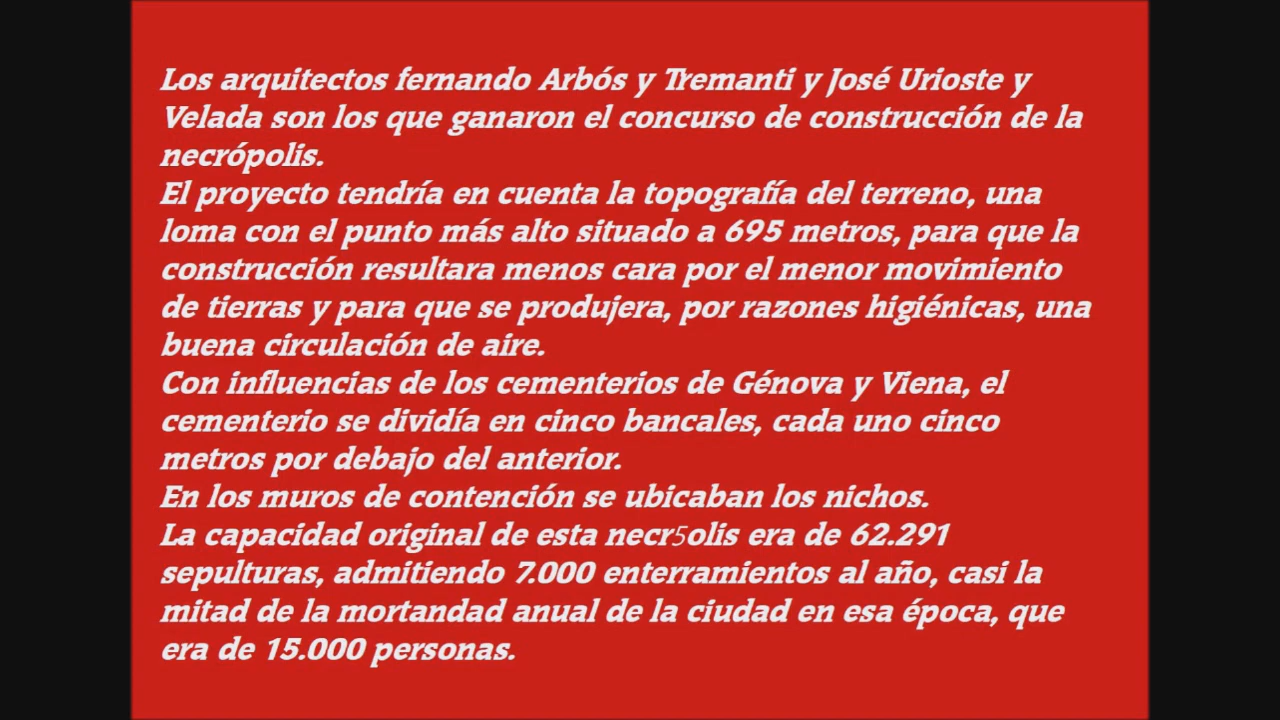 Los arquitectos fernando Arbós y Tremanti y José Urioste y
Velada son los que ganaron el concurso de construcción de la
necrópolis.
El proyecto tendría en cuenta la topografía del terreno, una
loma con el punto más alto situado a 695 metros, para que la
construcción resultara menos cara por el menor movimiento
de tierras y para que se produjera, por razones higiénicas, una
buena circulación de aire.
Con influencias de los cementerios de Génova y Viena, el
cementerio se dividía en cinco bancales, cada uno cinco
metros por debajo del anterior.
En los muros de contención se ubicaban los nichos.
La capacidad original de esta necr5olis era de 62.291
sepulturas, admitiendo 7.000 enterramientos al año, casi la
mitad de la mortandad anual de la ciudad en esa época, que
era de 15.000 personas.